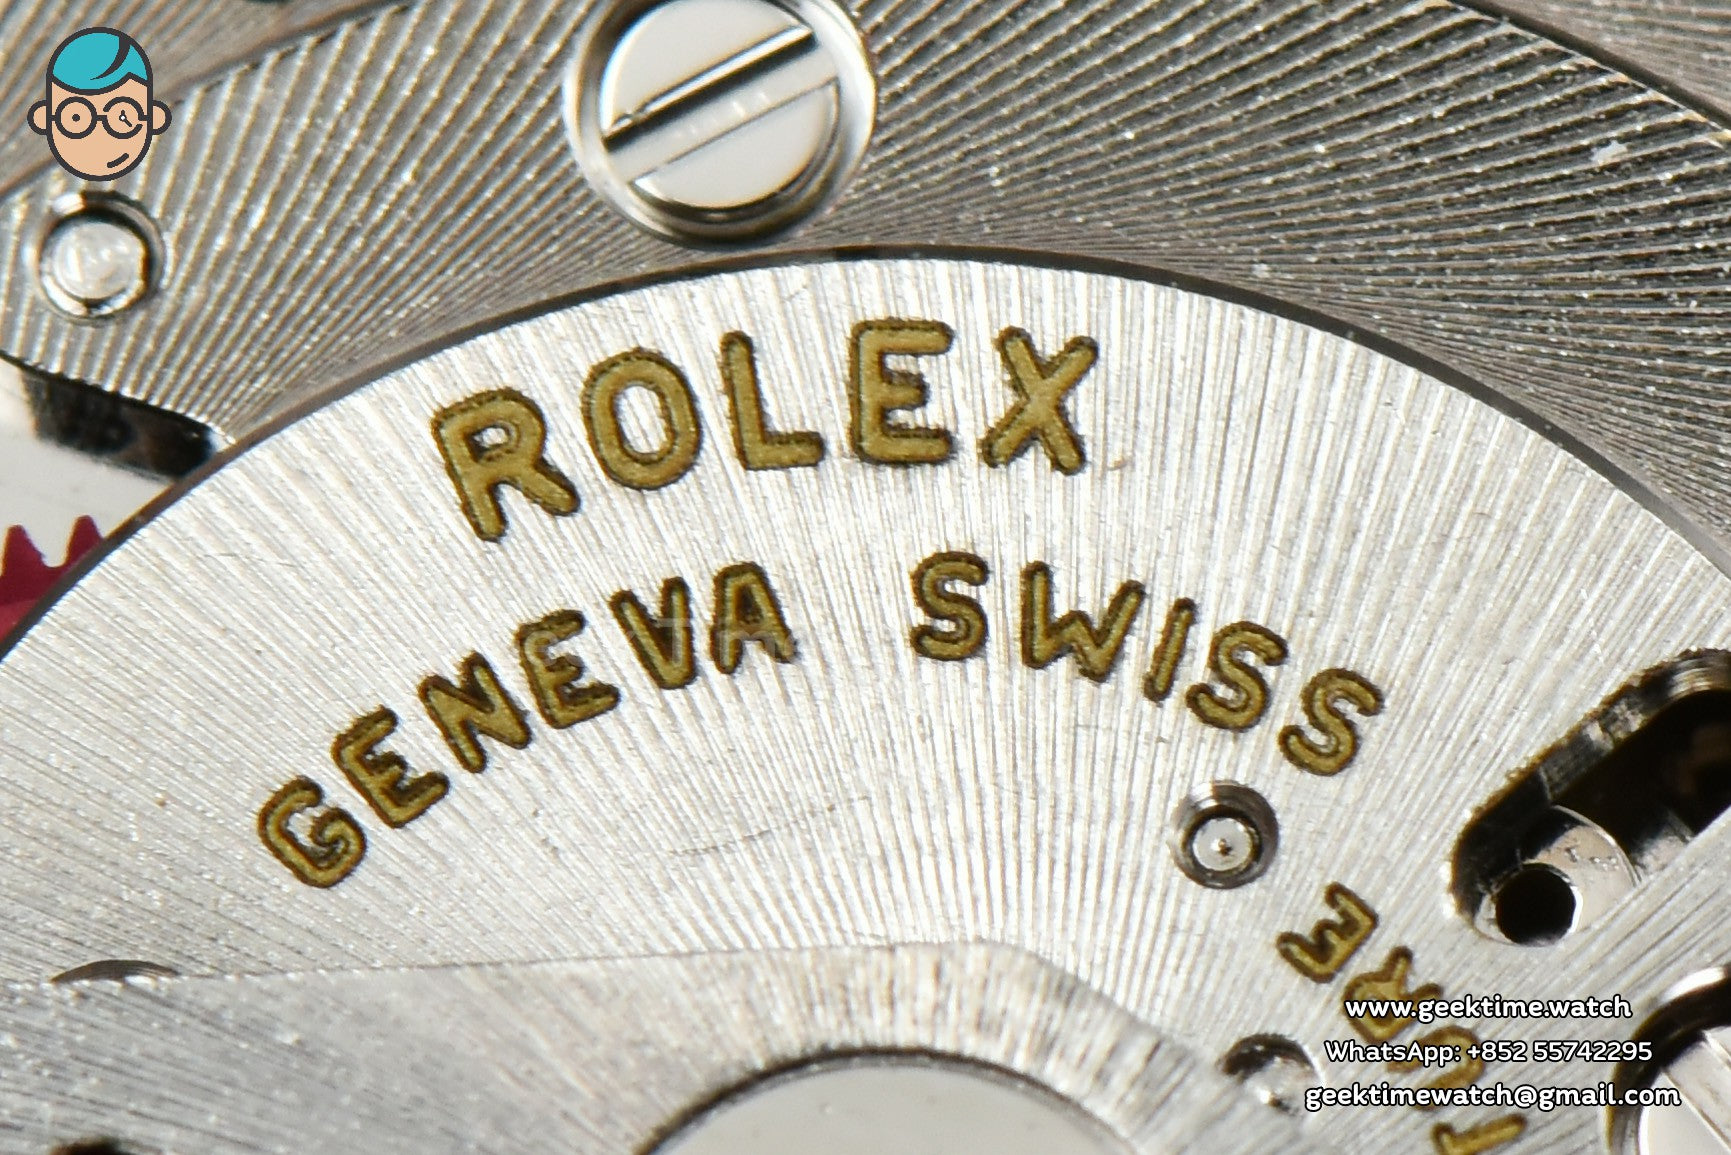 ROLEX
GENEVA SWISS
www.geektime.watch
WhatsApp: +852 55742295
geektimewatch@gmail.com